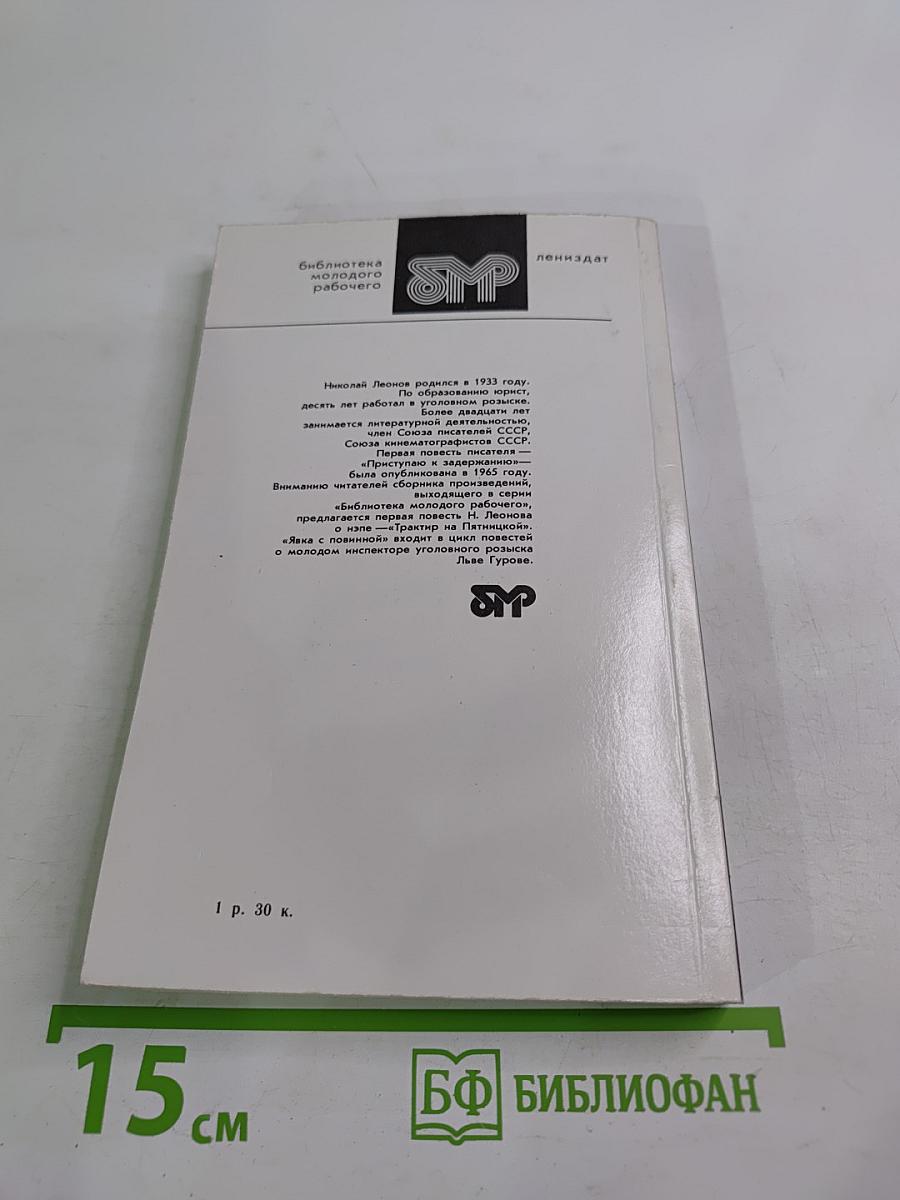 библиотека
молодого
рабочего
бмр
лениздат
Николай Леонов родился в 1933 году.
По образованию юрист,
десять лет работал в уголовном розыске.
Более двадцати лет
занимается литературной деятельностью,
член Союза писателей СССР,
Союза кинематографистов СССР.
Первая повесть писателя —
«Приступаю к задержанию»—
была опубликована в 1965 году.
Вниманию читателей сборника произведений,
выходящего в серии
«Библиотека молодого рабочего»,
предлагается первая повесть Н. Леонова
о нэпе —«Трактир на Пятницкой».
«Явка с повинной» входит в цикл повестей
о молодом инспекторе уголовного розыска
Льве Гурове.
бмр
1 р. 30 к.
15 см
БФ БИБЛИОФАН